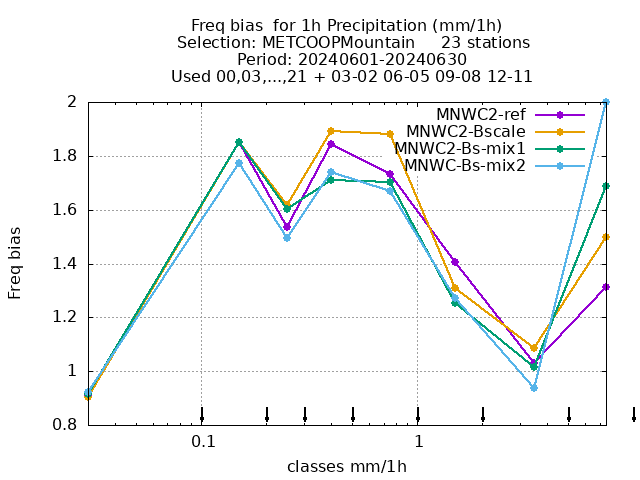 Freq bias  for 1h Precipitation (mm/1h)
Selection: METCOOPMountain     23 stations
Period: 20240601-20240630
Used 00,03,...,21 + 03-02 06-05 09-08 12-11
MNWC2-ref
MNWC2-Bscale
MNWC2-Bs-mix1
MNWC-Bs-mix2
2
1.8
1.6
1.4
1.2
1
0.8
Freq bias
0.1
1
classes mm/1h